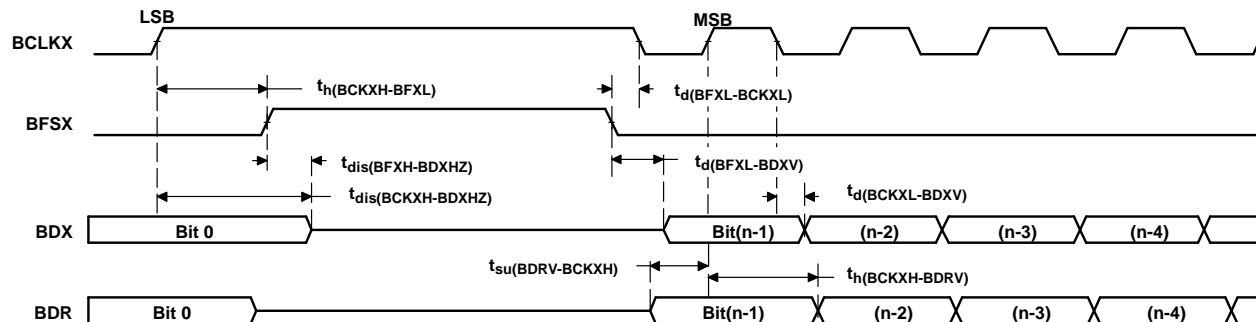 LSB MSB
BCLKX
th(BCKXH-BFXL) td(BFXL-BCKXL)
BFSX
tdis(BFXH-BDXHZ) td(BFXL-BDXV)
tdis(BCKXH-BDXHZ) td(BCKXL-BDXV)
BDX Bit 0 Bit(n-1) (n-2) (n-3) (n-4)
tsu(BDRV-BCKXH) th(BCKXH-BDRV)
BDR Bit 0 Bit(n-1) (n-2) (n-3) (n-4)